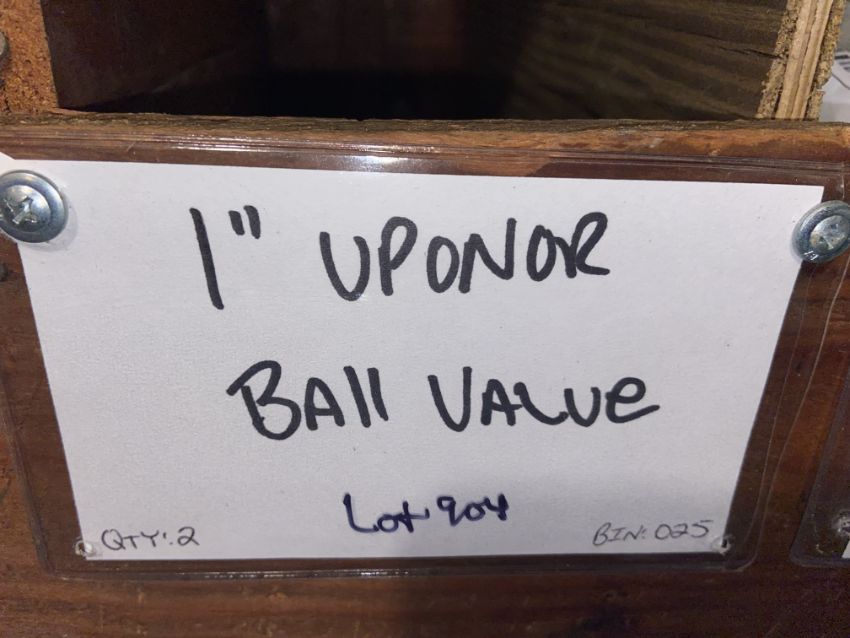 1" UPONOR
BAll VALUE
Lot 904
QTY: 2
BIN: 025